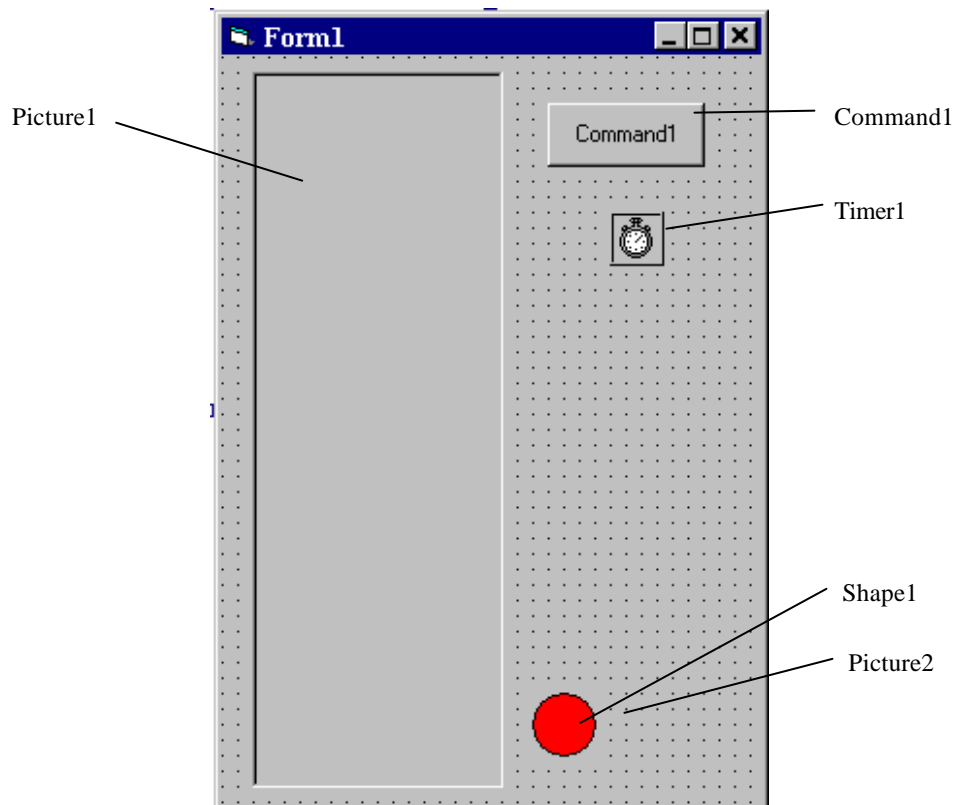 Form1
Picture1
Command1
Command1
Timer1
Shape1
Picture2